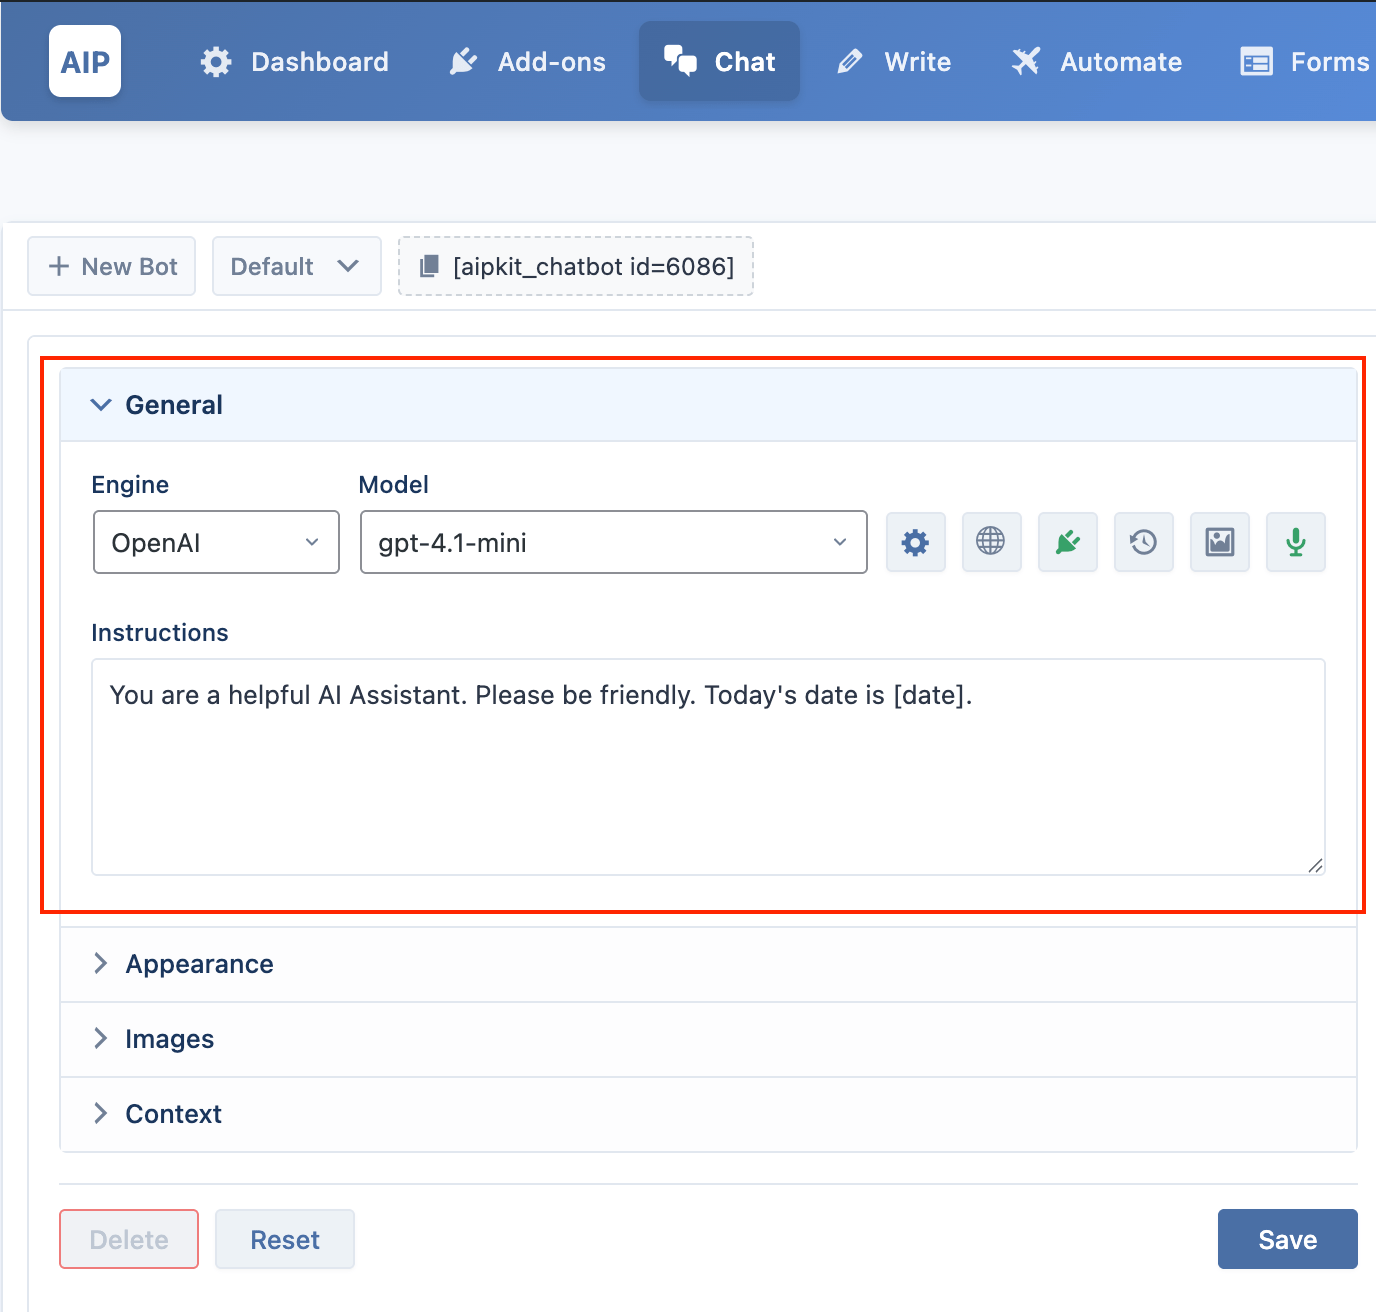 AIP Dashboard Add-ons Chat Write Automate Forms
New Bot Default [aipkit_chatbot id=6086]
General
Engine Model
OpenAI gpt-4.1-mini
Instructions
You are a helpful AI Assistant. Please be friendly. Today's date is [date].
Appearance
Images
Context
Delete Reset Save